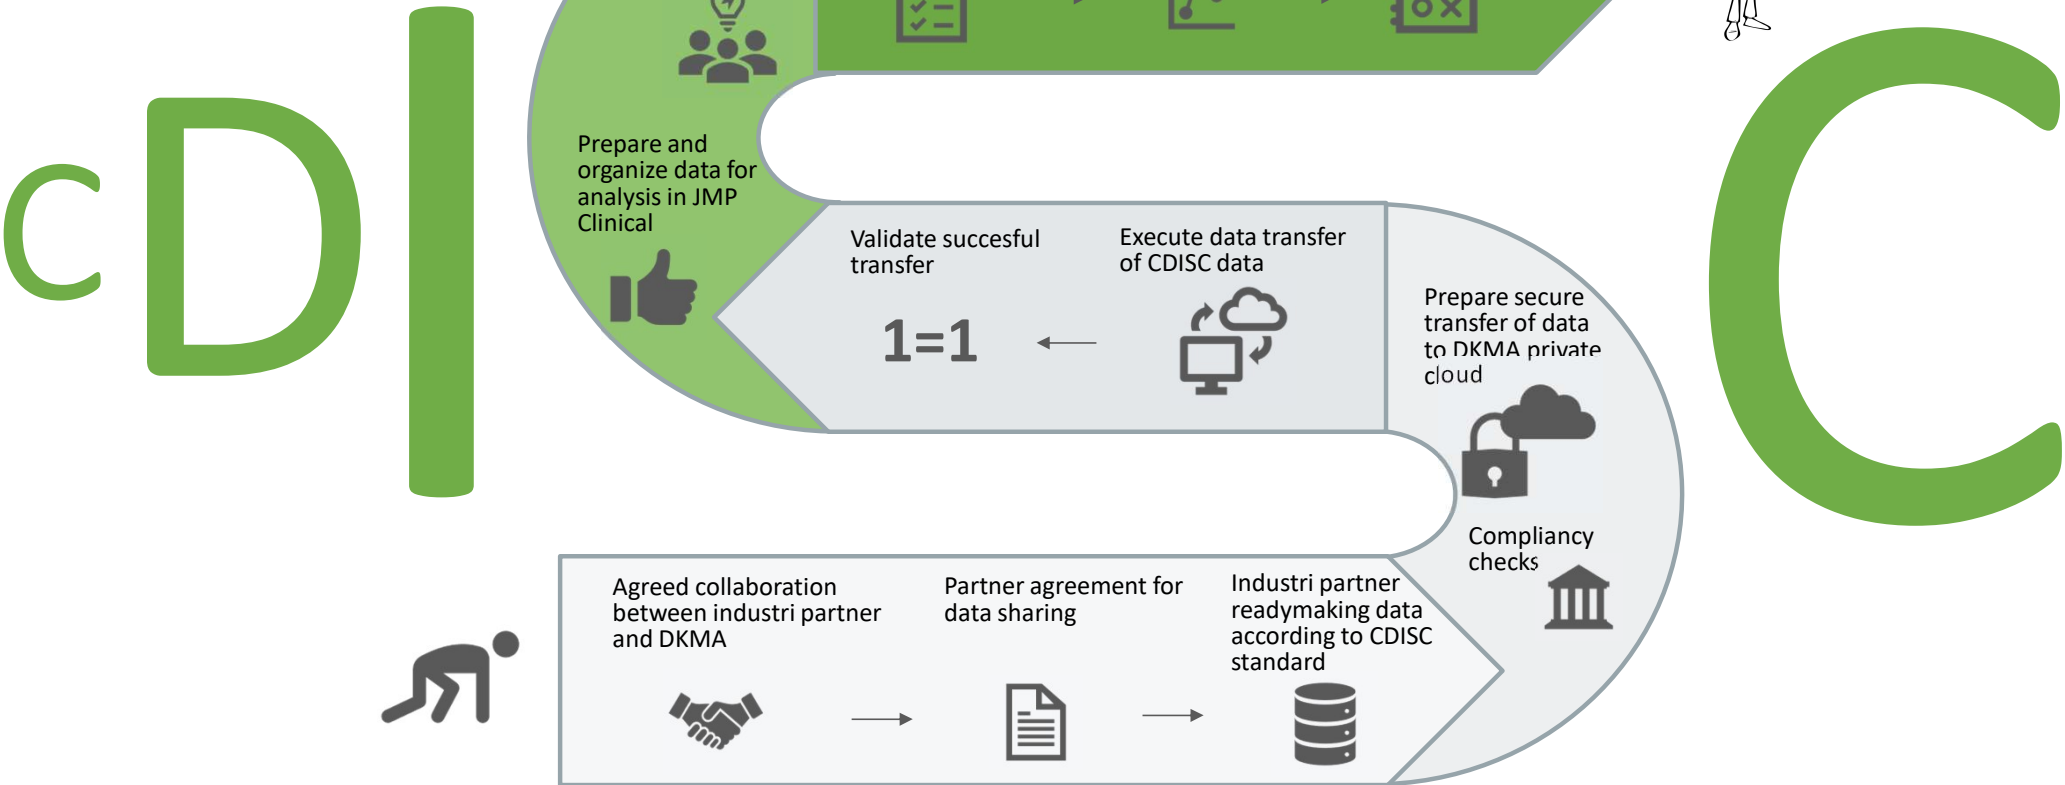 C
D
I
C
Prepare and
organize data for
analysis in JMP
Clinical
Validate succesful
transfer
1=1
Execute data transfer
of CDISC data
Prepare secure
transfer of data
to DKMA private
cloud
Compliancy
checks
Agreed collaboration
between industri partner
and DKMA
Partner agreement for
data sharing
Industri partner
readymaking data
according to CDISC
standard